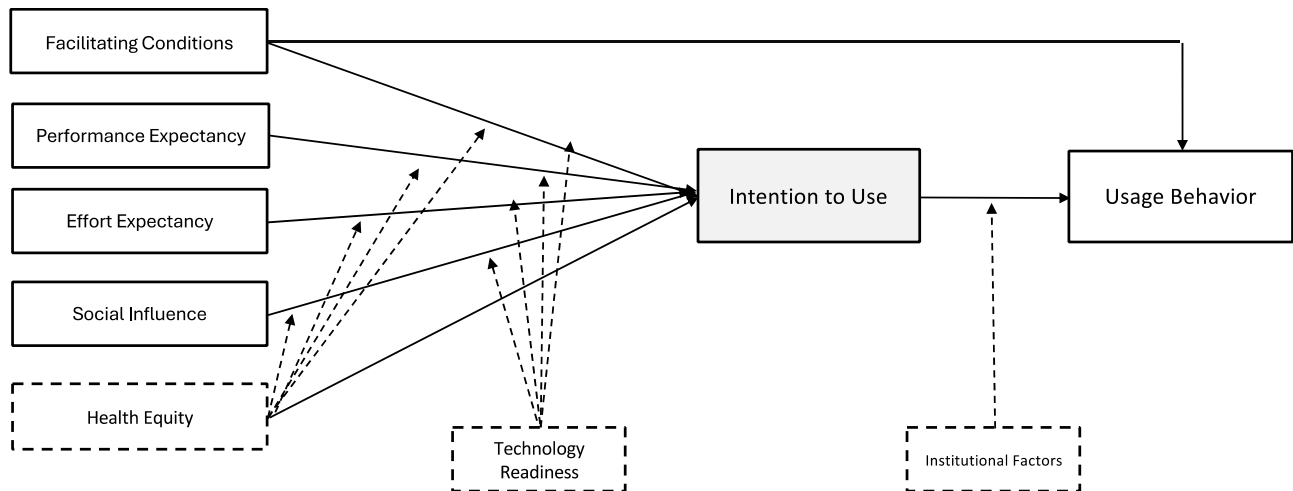 Facilitating Conditions
Performance Expectancy
Effort Expectancy
Social Influence
Health Equity
Intention to Use
Usage Behavior
Technology
Readiness
Institutional Factors